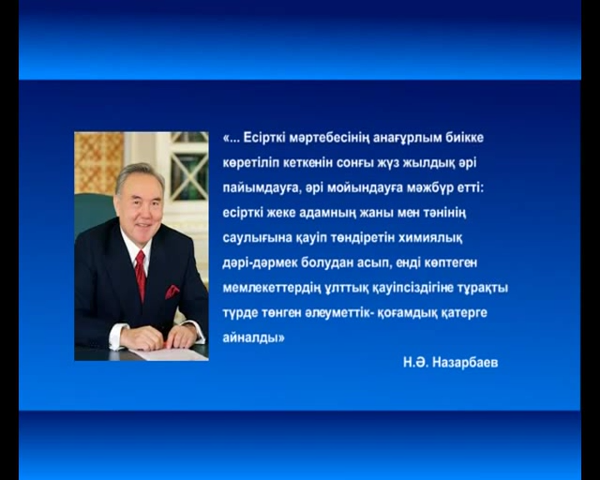 «... Есірткі мәртебесінің анағұрлым биікке
көретіліп кеткенін соңғы жүз жылдық әрі
пайымдауға, әрі мойындауға мәжбүр етті:
есірткі жеке адамның жаны мен тәнінің
саулығына қауіп төндіретін химиялық
дәрі-дәрмек болудан асып, енді көптеген
мемлекеттердің ұлттық қауіпсіздігіне тұрақты
түрде төнген әлеуметтік- қоғамдық қатерге
айналды»
Н.Ә. Назарбаев